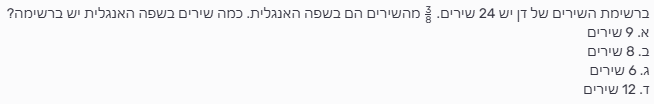 ברשימת השירים של דן יש 24 שירים. 3/8 מהשירים הם בשפה האנגלית. כמה שירים בשפה האנגלית יש ברשימה?
א. 9 שירים
ב. 8 שירים
ג. 6 שירים
ד. 12 שירים